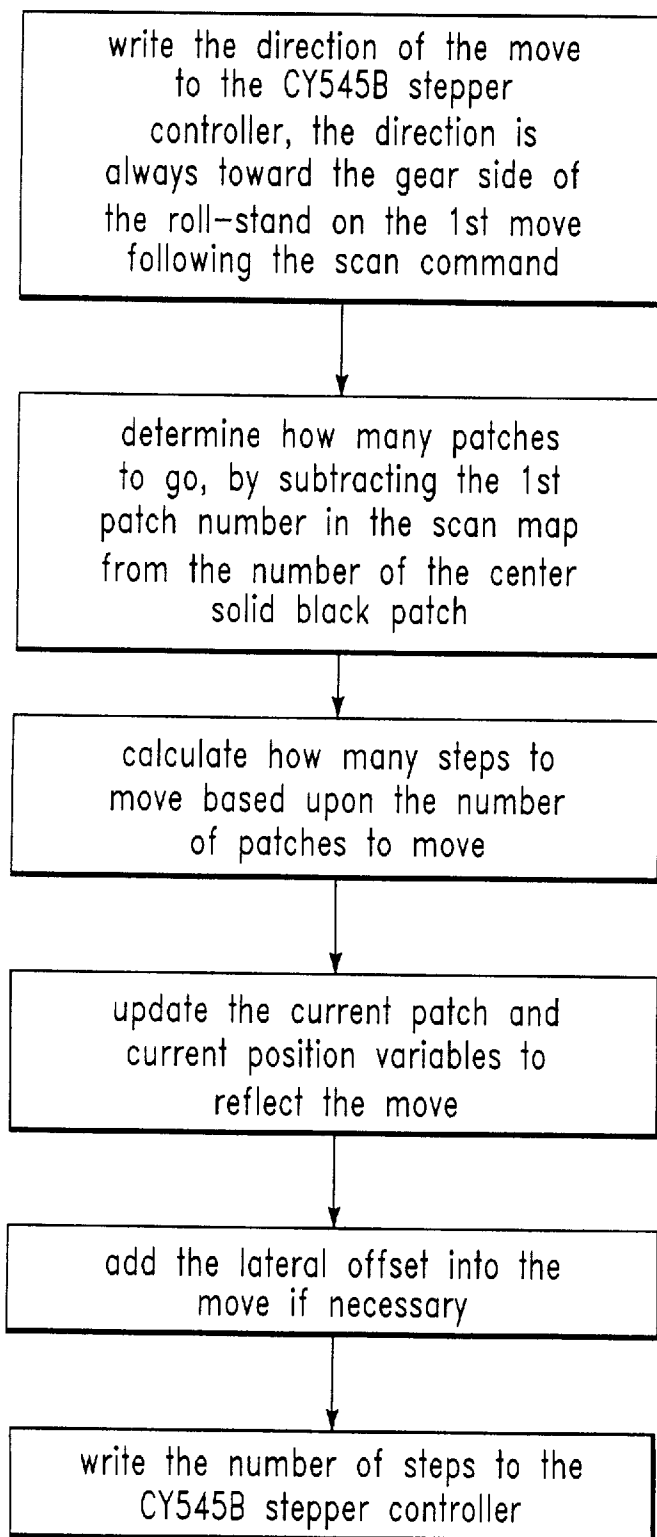 write the direction of the move
to the CY545B stepper
controller, the direction is
always toward the gear side of
the roll-stand on the 1st move
following the scan command
determine how many patches
to go, by subtracting the 1st
patch number in the scan map
from the number of the center
solid black patch
calculate how many steps to
move based upon the number
of patches to move
update the current patch and
current position variables to
reflect the move
add the lateral offset into the
move if necessary
write the number of steps to the
CY545B stepper controller